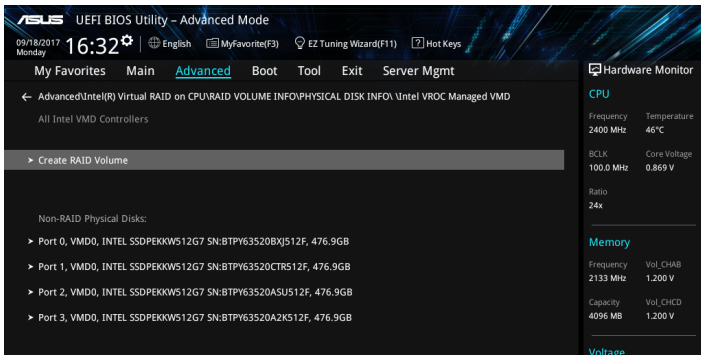 ASUS UEFI BIOS Utility – Advanced Mode
09/18/2017 Monday 16:32 English MyFavorite(F3) EZ Tuning Wizard(F11) ? Hot Keys
My Favorites Main Advanced Boot Tool Exit Server Mgmt
← Advanced\Intel(R) Virtual RAID on CPU\RAID VOLUME INFO\PHYSICAL DISK INFO\ \Intel VROC Managed VMD
All Intel VMD Controllers
> Create RAID Volume
Non-RAID Physical Disks:
> Port 0, VMD0, INTEL SSDPEKKW512G7 SN:BTPY63520BXJ512F, 476.9GB
> Port 1, VMD0, INTEL SSDPEKKW512G7 SN:BTPY63520CTR512F, 476.9GB
> Port 2, VMD0, INTEL SSDPEKKW512G7 SN:BTPY63520ASU512F, 476.9GB
> Port 3, VMD0, INTEL SSDPEKKW512G7 SN:BTPY63520A2K512F, 476.9GB
Hardware Monitor
CPU
Frequency Temperature
2400 MHz 46°C
BCLK Core Voltage
100.0 MHz 0.869 V
Ratio
24x
Memory
Frequency Vol_CHAB
2133 MHz 1.200 V
Capacity Vol_CHCD
4096 MB 1.200 V
Voltage